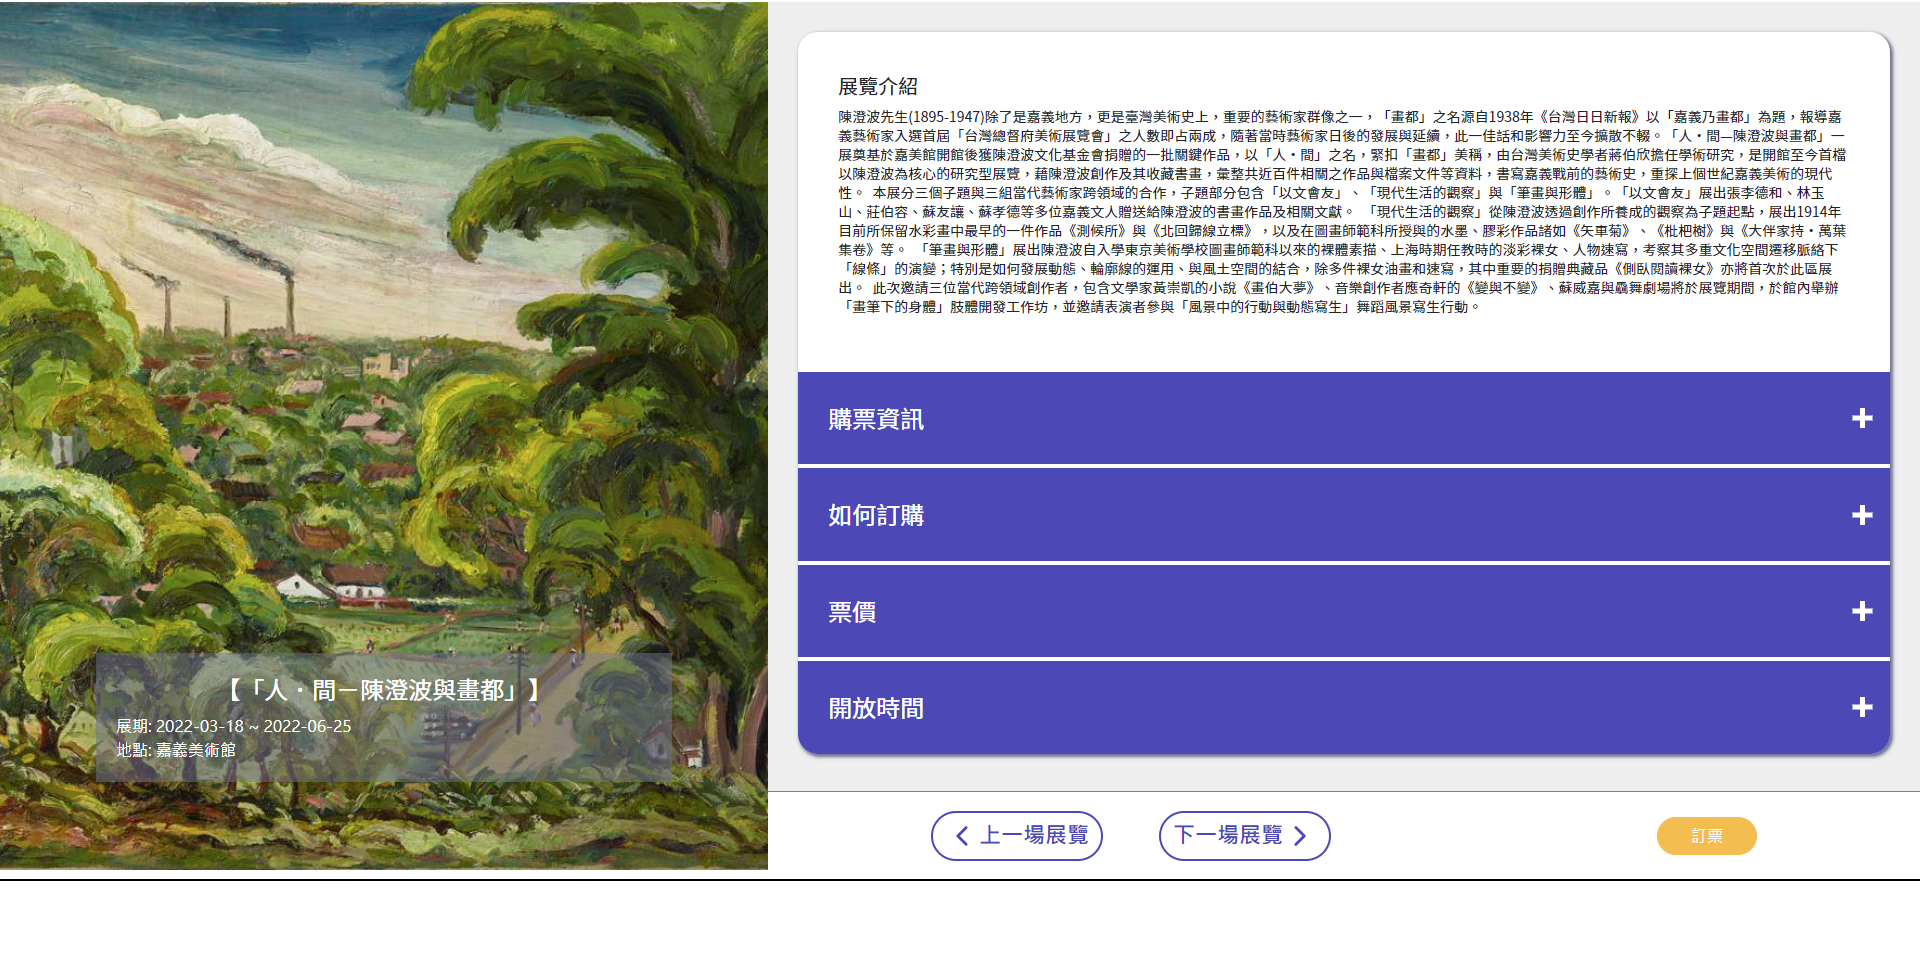 展覽介紹
陳澄波先生(1895-1947)除了是嘉義地方，更是臺灣美術史上，重要的藝術家群像之一，「畫都」之名源自1938年《台灣日日新報》以「嘉義乃畫都」為題，報導嘉
義藝術家入選首屆「台灣總督府美術展覽會」之人數即占兩成，隨著當時藝術家日後的發展與延續，此一佳話和影響力至今擴散不輟。「人・間—陳澄波與畫都」一
展奠基於嘉美館開館後獲陳澄波文化基金會捐贈的一批關鍵作品，以「人・間」之名，緊扣「畫都」美稱，由台灣美術史學者蔣伯欣擔任學術研究，是開館至今首檔
以陳澄波為核心的研究型展覽，藉陳澄波創作及其收藏書畫，彙整共近百件相關之作品與檔案文件等資料，書寫嘉義戰前的藝術史，重探上個世紀嘉義美術的現代
性。 本展分三個子題與三組當代藝術家跨領域的合作，子題部分包含「以文會友」、「現代生活的觀察」與「筆畫與形體」。「以文會友」展出張李德和、林玉
山、莊伯容、蘇友讓、蘇孝德等多位嘉義文人贈送給陳澄波的書畫作品及相關文獻。 「現代生活的觀察」從陳澄波透過創作所養成的觀察為子題起點，展出1914年
目前所保留水彩畫中最早的一件作品《測候所》與《北回歸線立標》，以及在圖畫師範科所授與的水墨、膠彩作品諸如《矢車菊》、《枇杷樹》與《大伴家持・萬葉
集卷》等。 「筆畫與形體」展出陳澄波自入學東京美術學校圖畫師範科以來的裸體素描、上海時期任教時的淡彩裸女、人物速寫，考察其多重文化空間遷移脈絡下
「線條」的演變；特別是如何發展動態、輪廓線的運用、與風土空間的結合，除多件裸女油畫和速寫，其中重要的捐贈典藏品《側臥閱讀裸女》亦將首次於此區展
出。 此次邀請三位當代跨領域創作者，包含文學家黃崇凱的小說《畫伯大夢》、音樂創作者應奇軒的《變與不變》、蘇威嘉與驫舞劇場將於展覽期間，於館內舉辦
「畫筆下的身體」肢體開發工作坊，並邀請表演者參與「風景中的行動與動態寫生」舞蹈風景寫生行動。
購票資訊
如何訂購
票價
開放時間
【「人・間－陳澄波與畫都」】
展期: 2022-03-18 ~ 2022-06-25
地點: 嘉義美術館
上一場展覽
下一場展覽
訂票